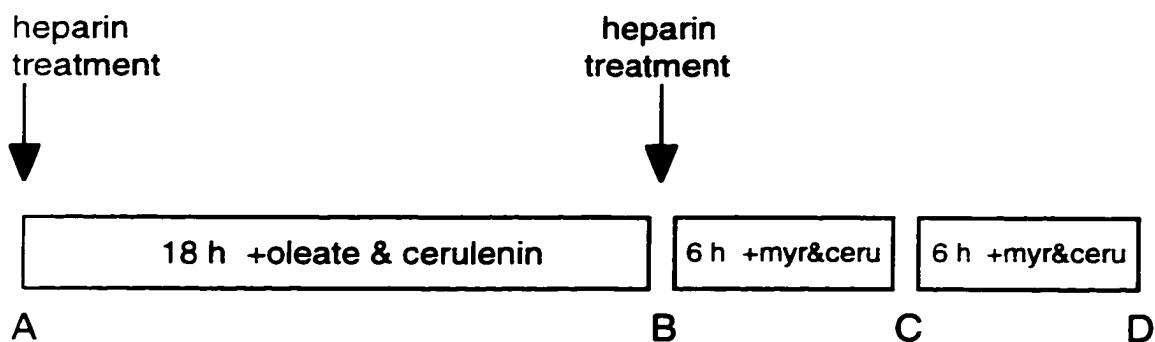 heparin
treatment
heparin
treatment
18 h +oleate & cerulenin
6 h +myr&ceru
6 h +myr&ceru
A
B
C
D